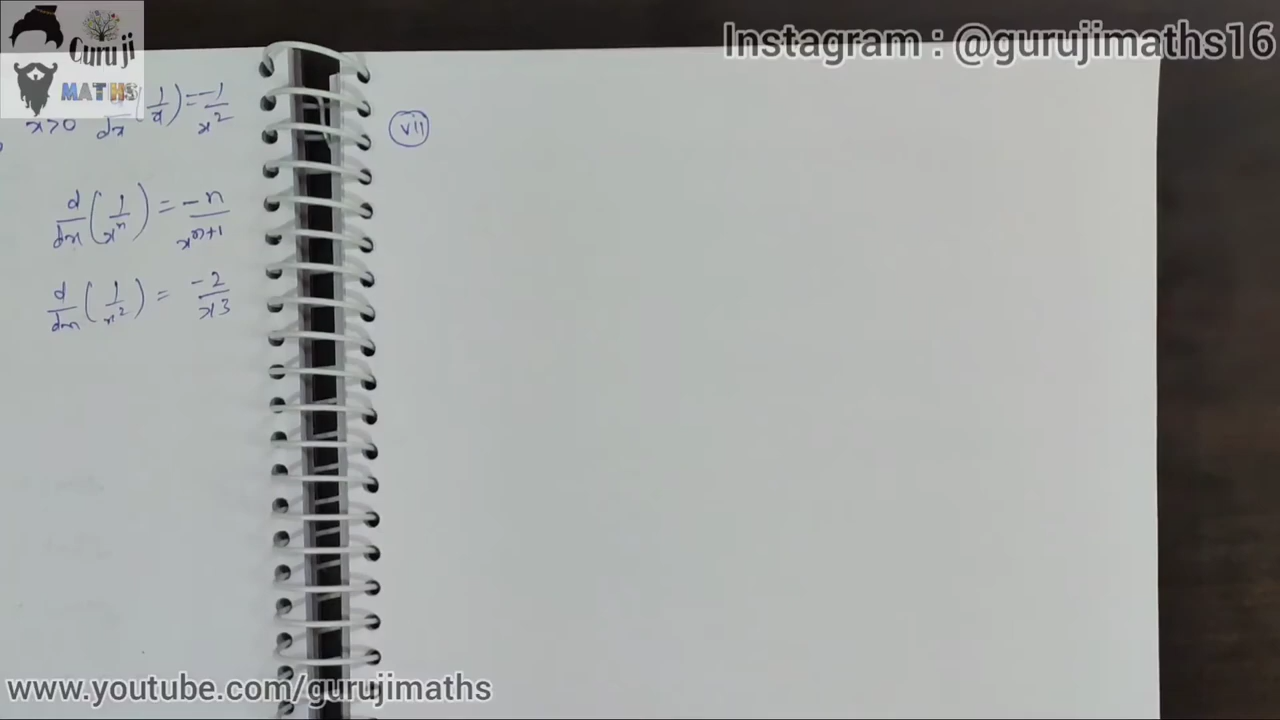 Guru ji
MATHS
Instagram : @gurujimaths16
x>0 d/dx (1/x) = -1/x²
d/dx (1/xⁿ) = -n/xⁿ⁺¹
d/dx (1/x²) = -2/x3
vii
www.youtube.com/gurujimaths